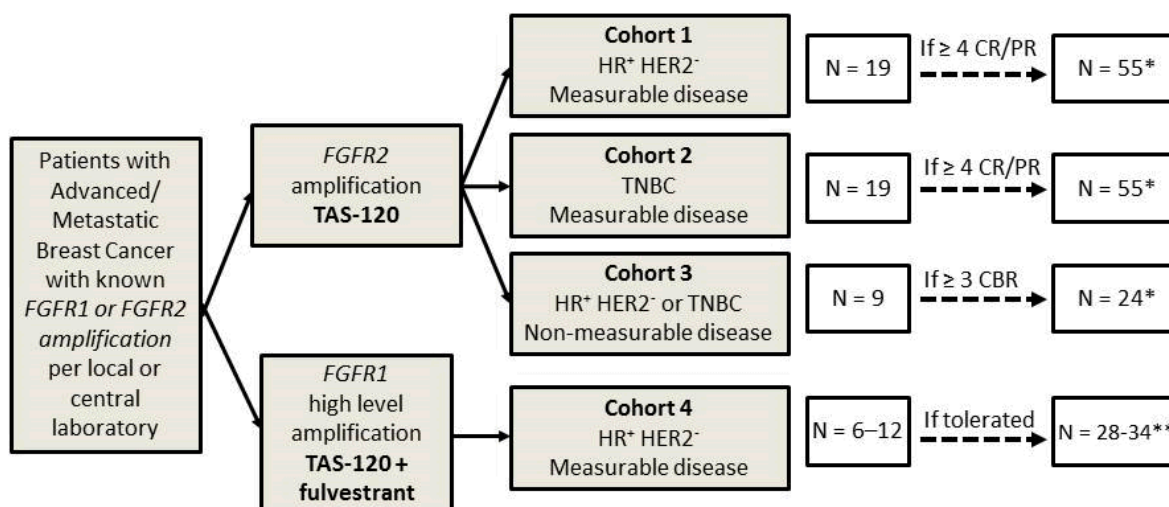 Patients with
Advanced/
Metastatic
Breast Cancer
with known
FGFR1 or FGFR2
amplification
per local or
central
laboratory
FGFR2
amplification
TAS-120
FGFR1
high level
amplification
TAS-120 +
fulvestrant
Cohort 1
HR⁺ HER2⁻
Measurable disease
N = 19
If ≥ 4 CR/PR
N = 55*
Cohort 2
TNBC
Measurable disease
N = 19
If ≥ 4 CR/PR
N = 55*
Cohort 3
HR⁺ HER2⁻ or TNBC
Non-measurable disease
N = 9
If ≥ 3 CBR
N = 24*
Cohort 4
HR⁺ HER2⁻
Measurable disease
N = 6–12
If tolerated
N = 28-34**